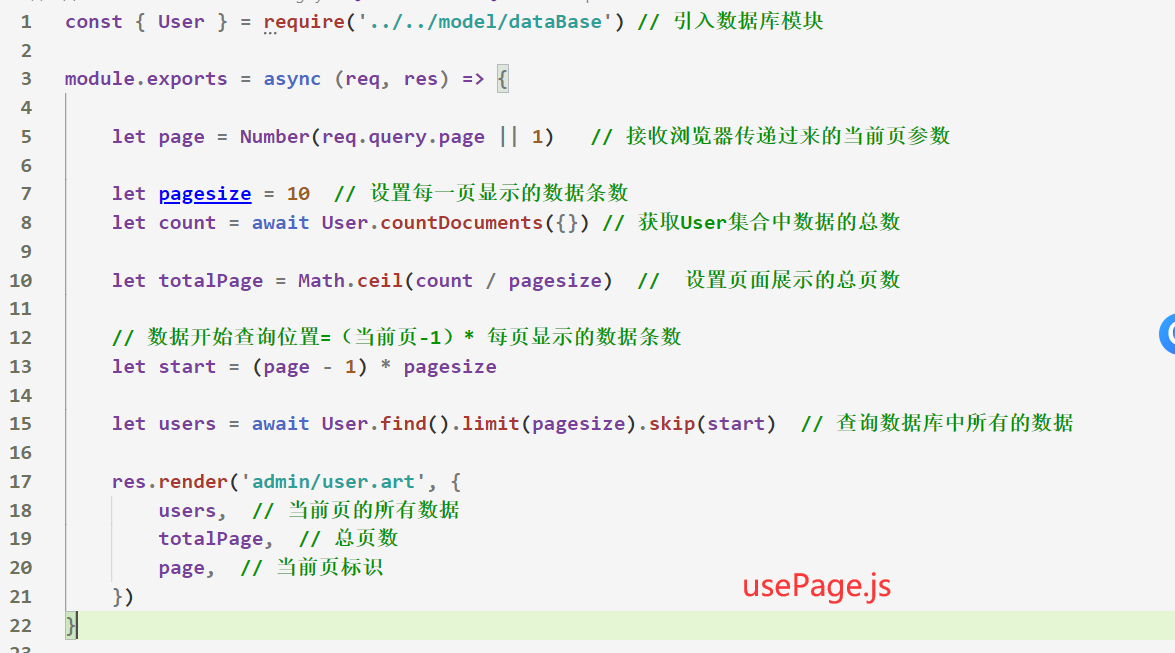 1 const { User } = require('../../model/dataBase') // 引入数据库模块
2
3 module.exports = async (req, res) => {
4
5 let page = Number(req.query.page || 1) // 接收浏览器传递过来的当前页参数
6
7 let pagesize = 10 // 设置每一页显示的数据条数
8 let count = await User.countDocuments({}) // 获取User集合中数据的总数
9
10 let totalPage = Math.ceil(count / pagesize) // 设置页面展示的总页数
11
12 // 数据开始查询位置=（当前页-1）* 每页显示的数据条数
13 let start = (page - 1) * pagesize
14
15 let users = await User.find().limit(pagesize).skip(start) // 查询数据库中所有的数据
16
17 res.render('admin/user.art', {
18 users, // 当前页的所有数据
19 totalPage, // 总页数
20 page, // 当前页标识
21 })
usePage.js
22 }
23